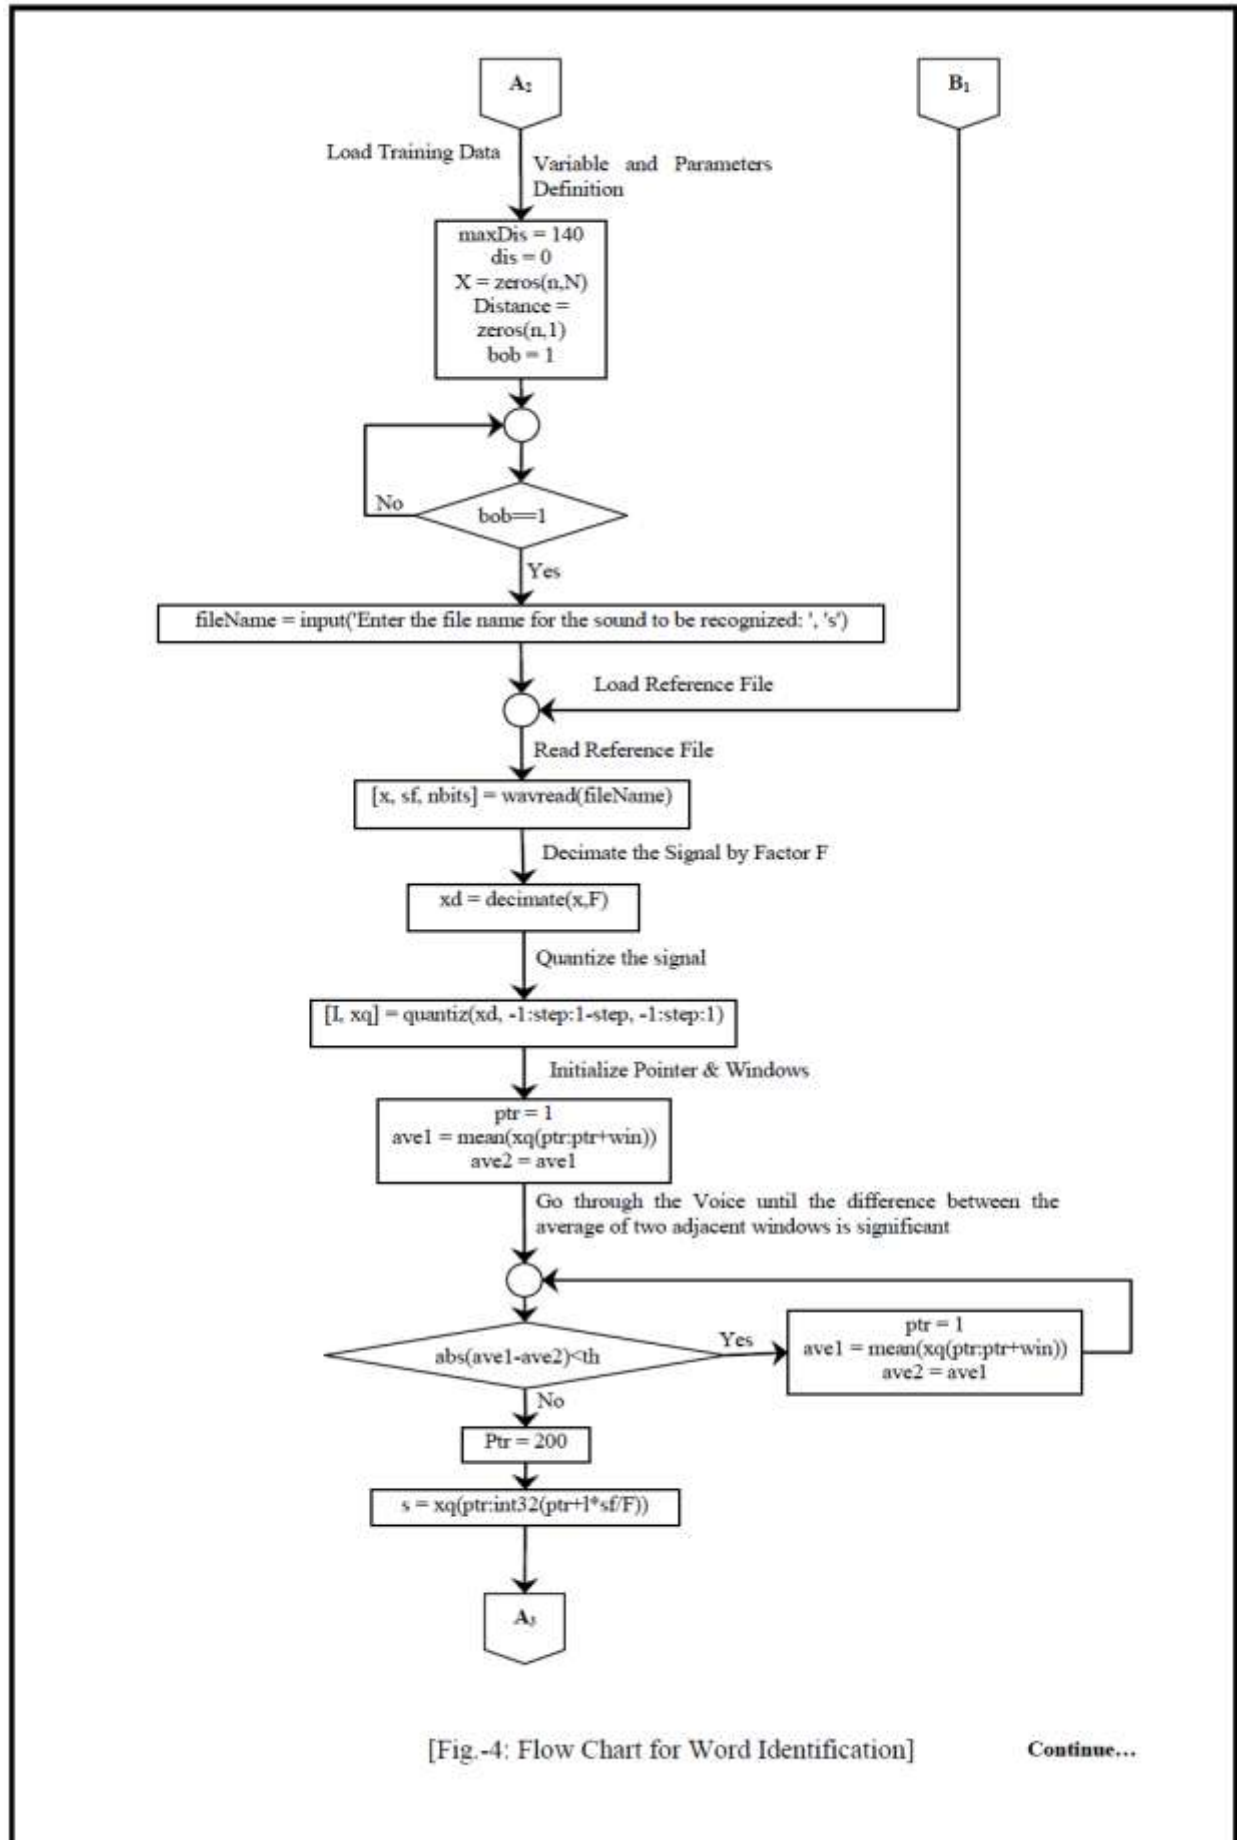 A₂
B₁
Load Training Data
Variable and Parameters
Definition
maxDis = 140
dis = 0
X = zeros(n,N)
Distance =
zeros(n,1)
bob = 1
No
bob==1
Yes
fileName = input('Enter the file name for the sound to be recognized: ', 's')
Load Reference File
Read Reference File
[x, sf, nbits] = wavread(fileName)
Decimate the Signal by Factor F
xd = decimate(x,F)
Quantize the signal
[I, xq] = quantiz(xd, -1:step:1-step, -1:step:1)
Initialize Pointer & Windows
ptr = 1
ave1 = mean(xq(ptr:ptr+win))
ave2 = ave1
Go through the Voice until the difference between the
average of two adjacent windows is significant
abs(ave1-ave2)<th
Yes
ptr = 1
ave1 = mean(xq(ptr:ptr+win))
ave2 = ave1
No
Ptr = 200
s = xq(ptr:int32(ptr+l*sf/F))
A₃
[Fig.-4: Flow Chart for Word Identification]
Continue...